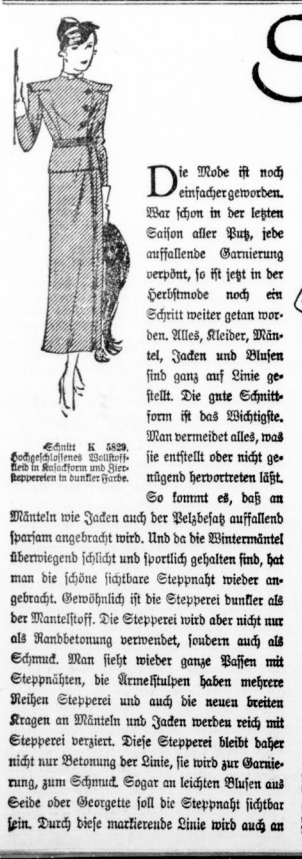 S
Die Mode ist noch
einfacher geworden.
War schon in der letzten
Saison aller Putz, jede
auffallende Garnierung
verpönt, so ist jetzt in der
Herbstmode noch ein
Schritt weiter getan wor-
den. Alles, Kleider, Män-
tel, Jacken und Blusen
sind ganz auf Linie ge-
stellt. Die gute Schnitt-
form ist das Wichtigste.
Man vermeidet alles, was
sie entstellt oder nicht ge-
nügend hervortreten läßt.
So kommt es, daß an
Schnitt K 5829.
Hochgeschlossenes Wollstoff-
kleid in Kasackform und Zier-
steppereien in dunkler Farbe.
Mänteln wie Jacken auch der Pelzbesatz auffallend
sparsam angebracht wird. Und da die Wintermäntel
überwiegend schlicht und sportlich gehalten sind, hat
man die schöne sichtbare Steppnaht wieder an-
gebracht. Gewöhnlich ist die Stepperei dunkler als
der Mantelstoff. Die Stepperei wird aber nicht nur
als Randbetonung verwendet, sondern auch als
Schmuck. Man sieht wieder ganze Passen mit
Steppnähten, die Ärmelstulpen haben mehrere
Reihen Stepperei und auch die neuen breiten
Kragen an Mänteln und Jacken werden reich mit
Stepperei verziert. Diese Stepperei bleibt daher
nicht nur Betonung der Linie, sie wird zur Garnie-
rung, zum Schmuck. Sogar an leichten Blusen aus
Seide oder Georgette soll die Steppnaht sichtbar
sein. Durch diese markierende Linie wird auch an